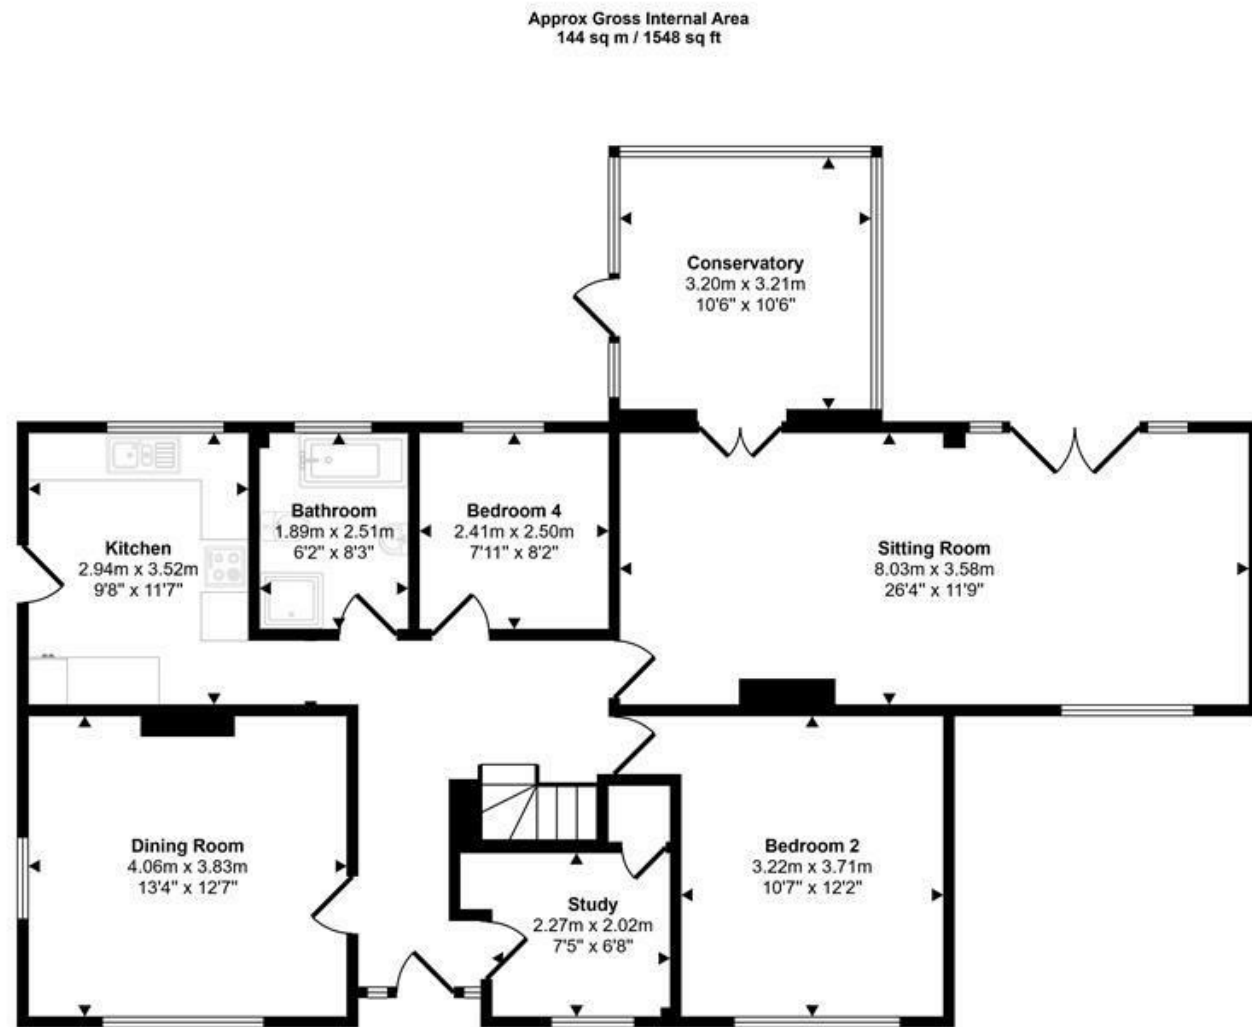 Approx Gross Internal Area
144 sq m / 1548 sq ft
Conservatory
3.20m x 3.21m
10'6" x 10'6"
Kitchen
2.94m x 3.52m
9'8" x 11'7"
Bathroom
1.89m x 2.51m
6'2" x 8'3"
Bedroom 4
2.41m x 2.50m
7'11" x 8'2"
Sitting Room
8.03m x 3.58m
26'4" x 11'9"
Dining Room
4.06m x 3.83m
13'4" x 12'7"
Study
2.27m x 2.02m
7'5" x 6'8"
Bedroom 2
3.22m x 3.71m
10'7" x 12'2"